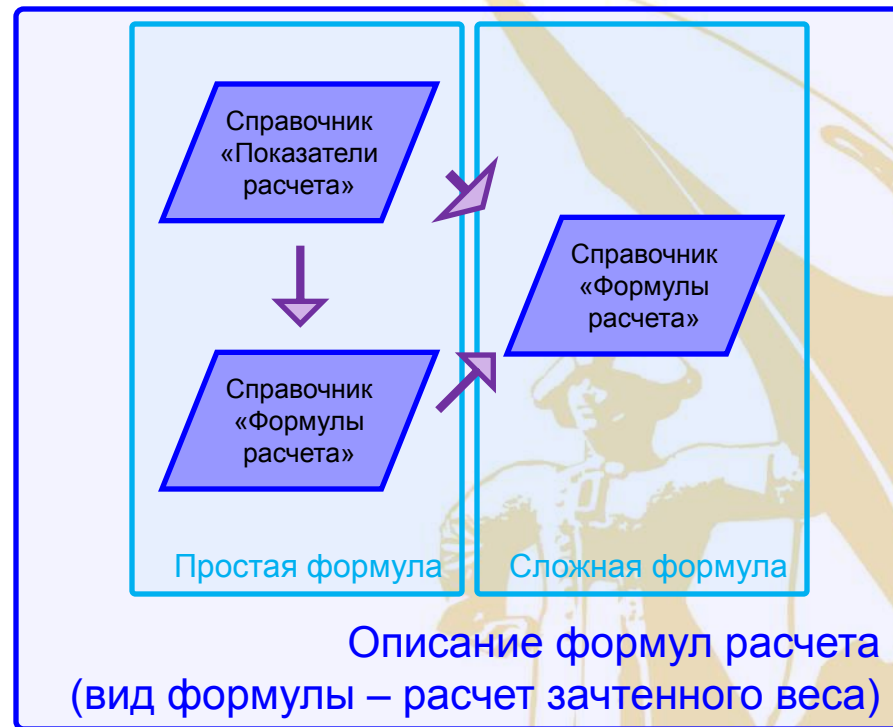 Справочник
«Показатели
расчета»
Справочник
«Формулы
расчета»
Простая формула
Справочник
«Формулы
расчета»
Сложная формула
Описание формул расчета
(вид формулы – расчет зачтенного веса)